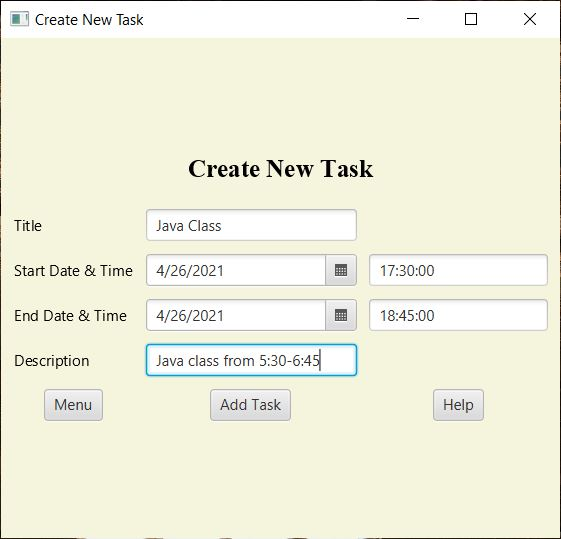 Create New Task
Create New Task
Title Java Class
Start Date & Time 4/26/2021 17:30:00
End Date & Time 4/26/2021 18:45:00
Description Java class from 5:30-6:45
Menu Add Task Help